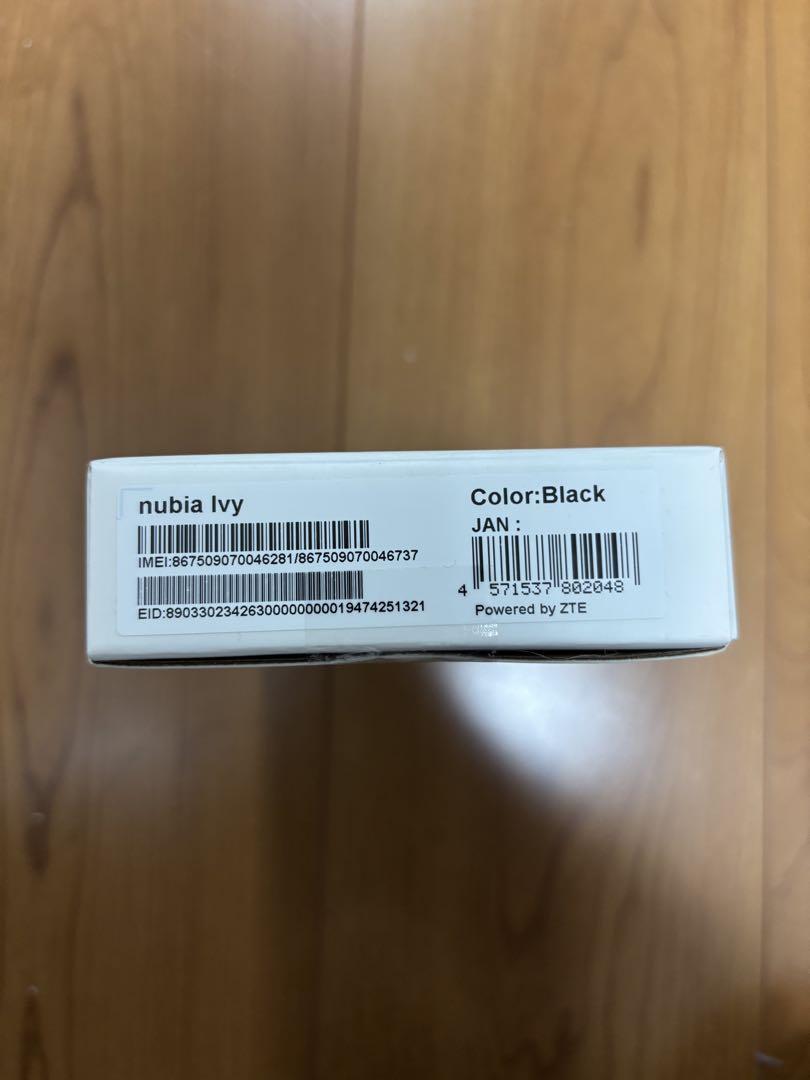 nubia Ivy
IMEI:867509070046281/867509070046737
EID:89033023426300000000019474251321
Color:Black
JAN :
4 571537 802048
Powered by ZTE